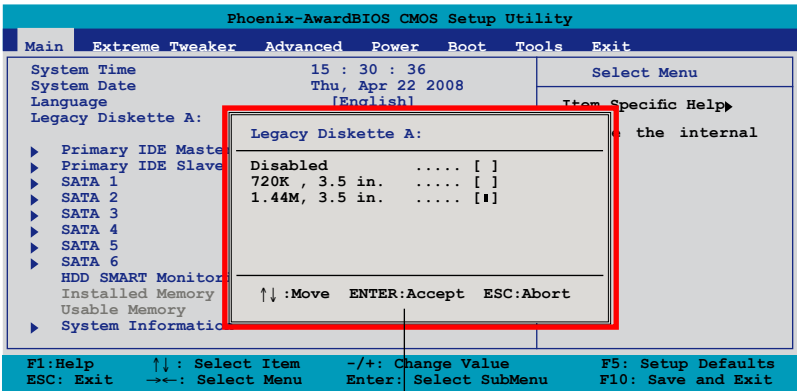 Phoenix-AwardBIOS CMOS Setup Utility
Main Extreme Tweaker Advanced Power Boot Tools Exit
System Time 15 : 30 : 36
System Date Thu, Apr 22 2008
Language [English]
Legacy Diskette A:
Primary IDE Master
Primary IDE Slave
SATA 1
SATA 2
SATA 3
SATA 4
SATA 5
SATA 6
HDD SMART Monitori
Installed Memory
Usable Memory
System Informatio
Legacy Diskette A:
Disabled ..... [ ]
720K , 3.5 in. ..... [ ]
1.44M, 3.5 in. ..... [▮]
↑↓ :Move ENTER:Accept ESC:Abort
Select Menu
Item Specific Help▶
the internal
F1:Help ↑↓ : Select Item -/+: Change Value F5: Setup Defaults
ESC: Exit →←: Select Menu Enter: Select SubMenu F10: Save and Exit